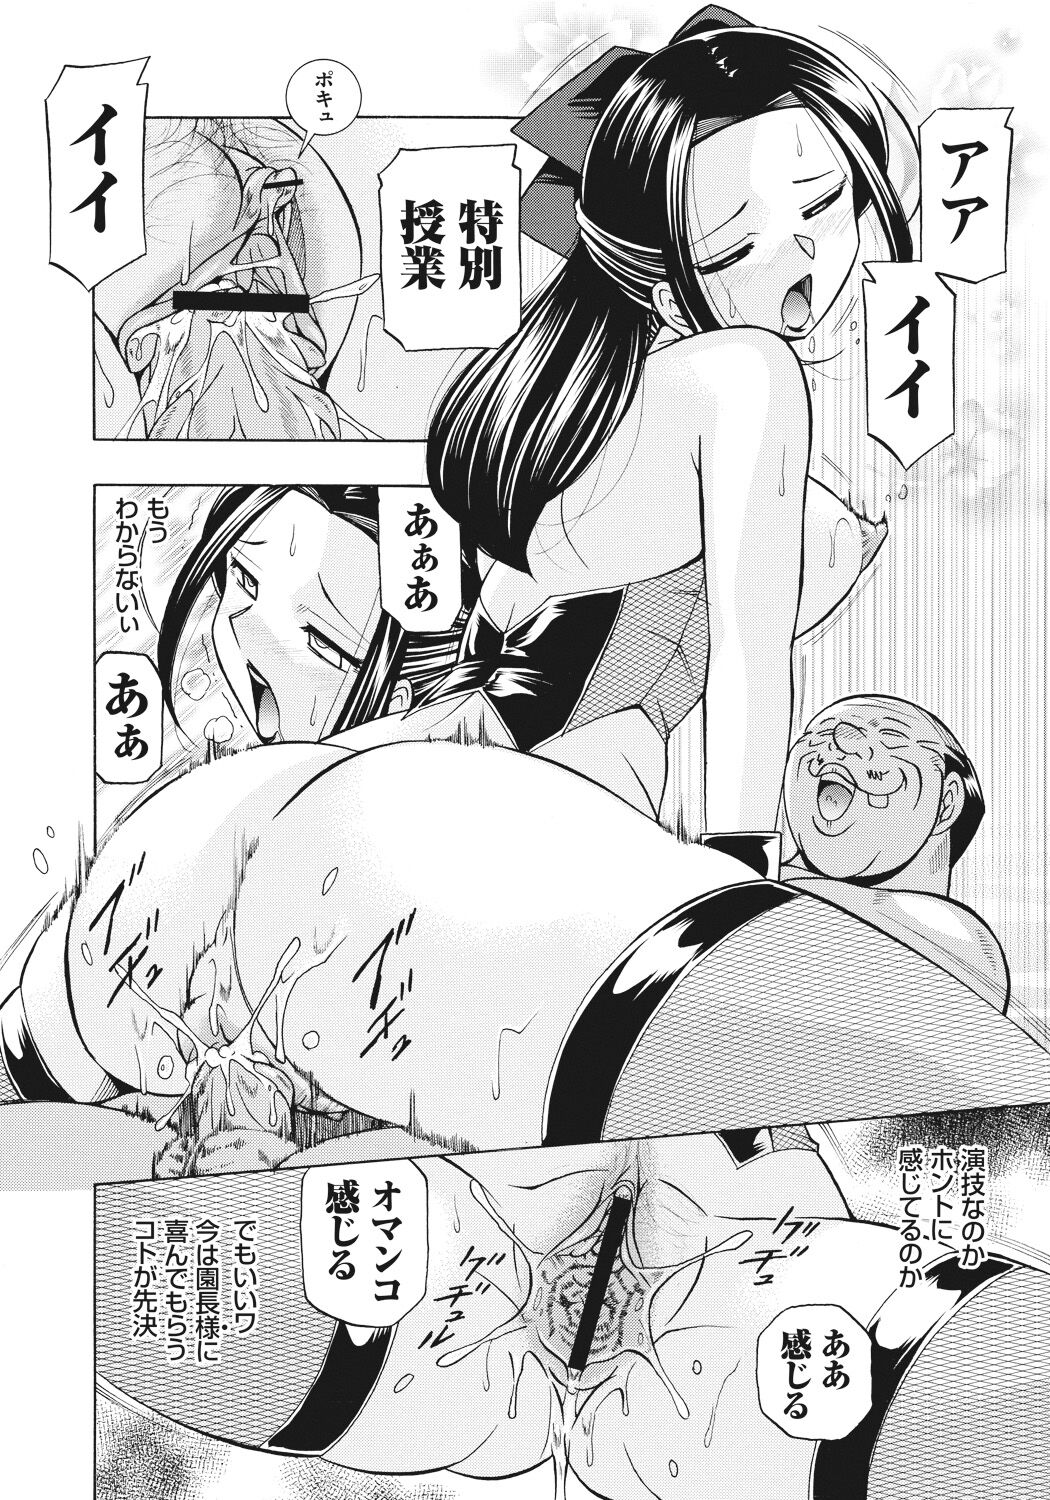 アア
イイ
特別
授業
ポキュ
イイ
あぁあ
もう
わからないぃ
あぁ
ブヂュ
ブヂュ
演技なのか
ホントに
感じてるのか
ああ
感じる
オマンコ
感じる
ギュル
ヂュ
でもいいワ
今は園長様に
喜んでもらう
コトが先決